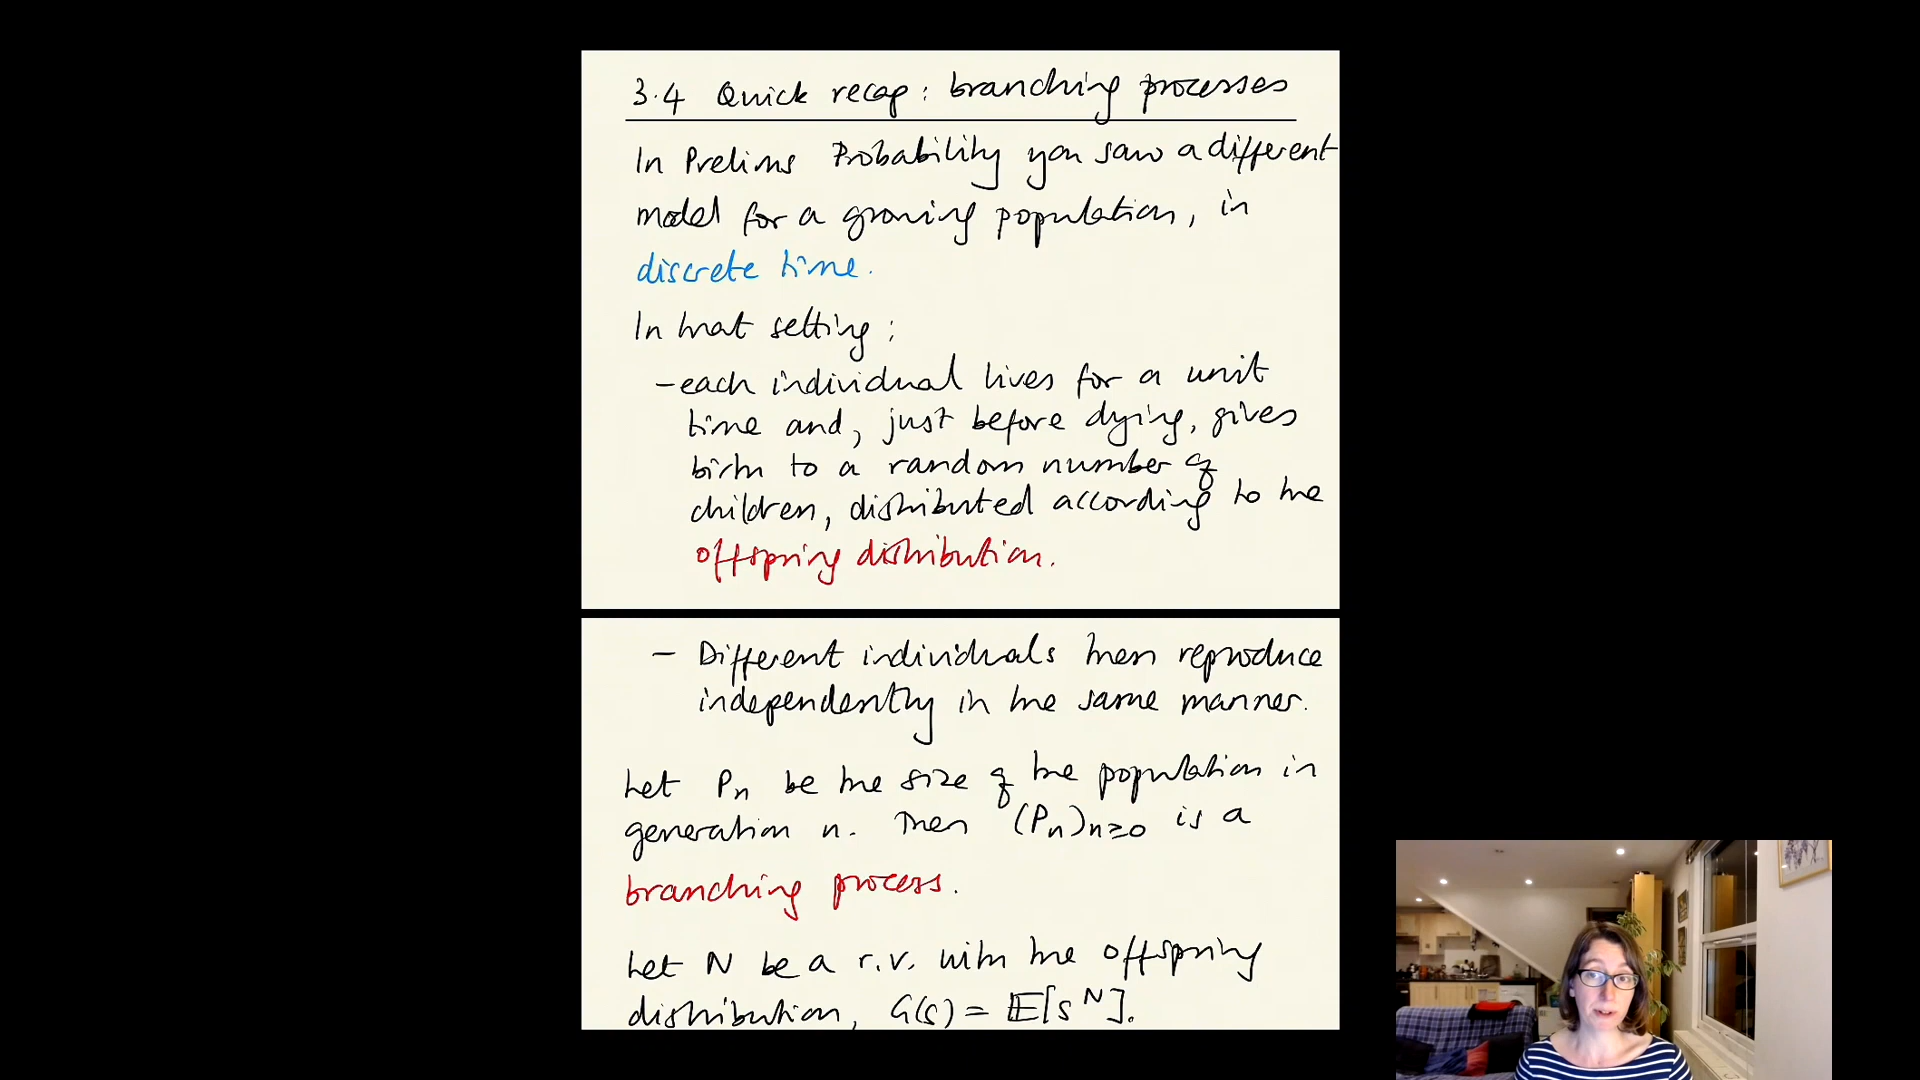 3.4 Quick recap: branching processes
In Prelims Probability you saw a different
model for a growing population, in
discrete time.
In that setting:
– each individual lives for a unit
time and, just before dying, gives
birth to a random number of
children, distributed according to the
offspring distribution.
– Different individuals then reproduce
independently in the same manner.
Let Pn be the size of the population in
generation n. Then (Pn)n≥0 is a
branching process.
Let N be a r.v. with the offspring
distribution, G(s) = 𝔼[s^N].